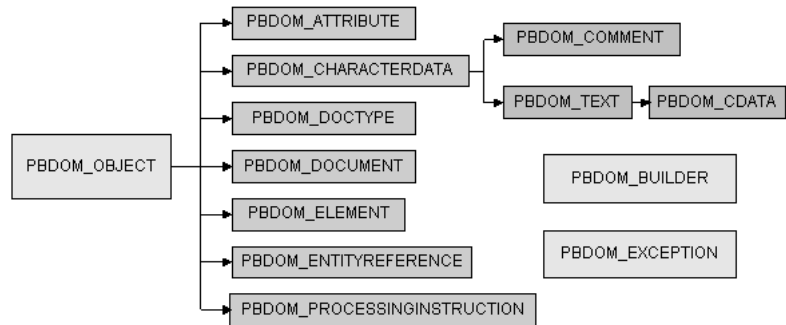 PBDOM_ATTRIBUTE
PBDOM_COMMENT
PBDOM_CHARACTERDATA
PBDOM_TEXT
PBDOM_CDATA
PBDOM_DOCTYPE
PBDOM_OBJECT
PBDOM_DOCUMENT
PBDOM_BUILDER
PBDOM_ELEMENT
PBDOM_ENTITYREFERENCE
PBDOM_EXCEPTION
PBDOM_PROCESSINGINSTRUCTION